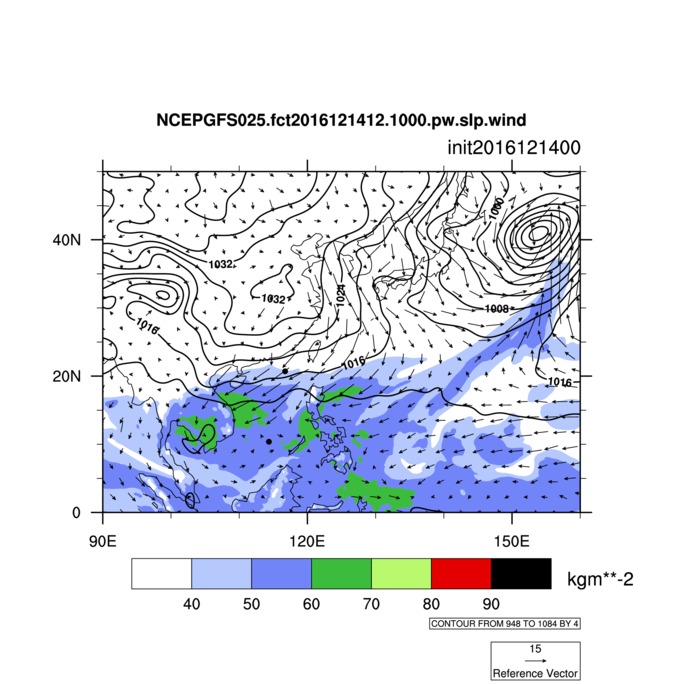 NCEPGFS025.fct2016121412.1000.pw.slp.wind
init2016121400
1000
40N
1032
1032
1024
1016
1008
1016
20N
1016
0
90E 120E 150E
kgm**-2
40 50 60 70 80 90
CONTOUR FROM 948 TO 1084 BY 4
15
Reference Vector